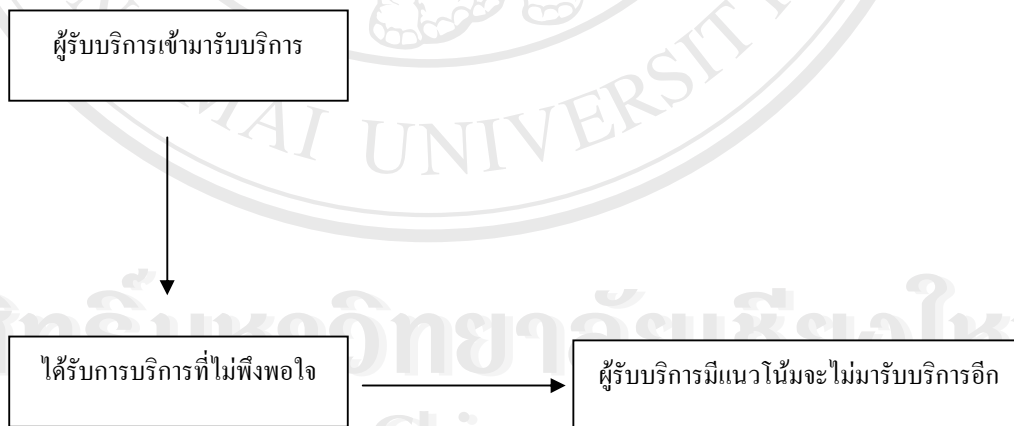 ผู้รับบริการเข้ามารับบริการ
MAI UNIVERSIT
ได้รับการบริการที่ไม่พึงพอใจ
ผู้รับบริการมีแนวโน้มจะไม่มารับบริการอีก